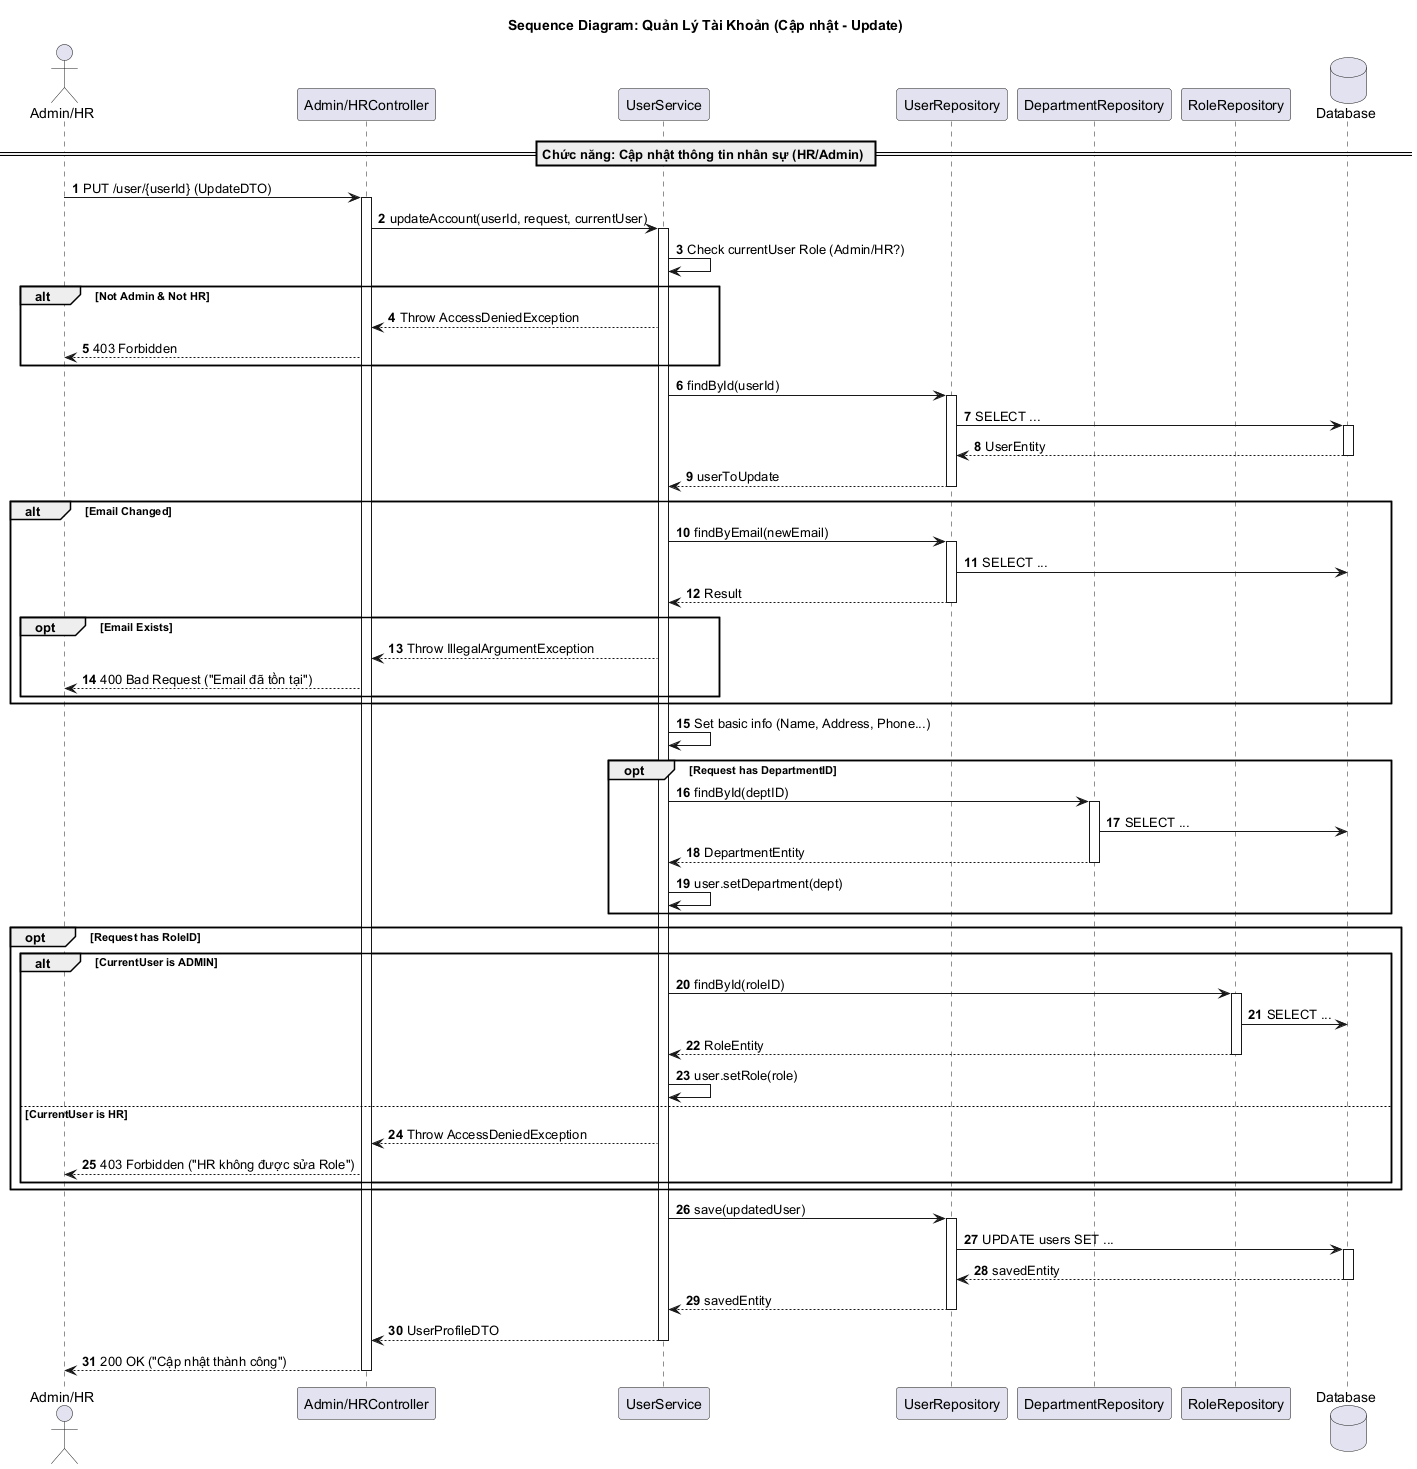 Sequence Diagram: Quản Lý Tài Khoản (Cập nhật - Update)
Admin/HR
Admin/HRController
UserService
UserRepository
DepartmentRepository
RoleRepository
Database
Chức năng: Cập nhật thông tin nhân sự (HR/Admin)
1 PUT /user/{userId} (UpdateDTO)
2 updateAccount(userId, request, currentUser)
3 Check currentUser Role (Admin/HR?)
alt [Not Admin & Not HR]
4 Throw AccessDeniedException
5 403 Forbidden
6 findById(userId)
7 SELECT ...
8 UserEntity
9 userToUpdate
alt [Email Changed]
10 findByEmail(newEmail)
11 SELECT ...
12 Result
opt [Email Exists]
13 Throw IllegalArgumentException
14 400 Bad Request ("Email đã tồn tại")
15 Set basic info (Name, Address, Phone...)
opt [Request has DepartmentID]
16 findById(deptID)
17 SELECT ...
18 DepartmentEntity
19 user.setDepartment(dept)
opt [Request has RoleID]
alt [CurrentUser is ADMIN]
20 findById(roleID)
21 SELECT ...
22 RoleEntity
23 user.setRole(role)
[CurrentUser is HR]
24 Throw AccessDeniedException
25 403 Forbidden ("HR không được sửa Role")
26 save(updatedUser)
27 UPDATE users SET ...
28 savedEntity
29 savedEntity
30 UserProfileDTO
31 200 OK ("Cập nhật thành công")
Admin/HR
Admin/HRController
UserService
UserRepository
DepartmentRepository
RoleRepository
Database